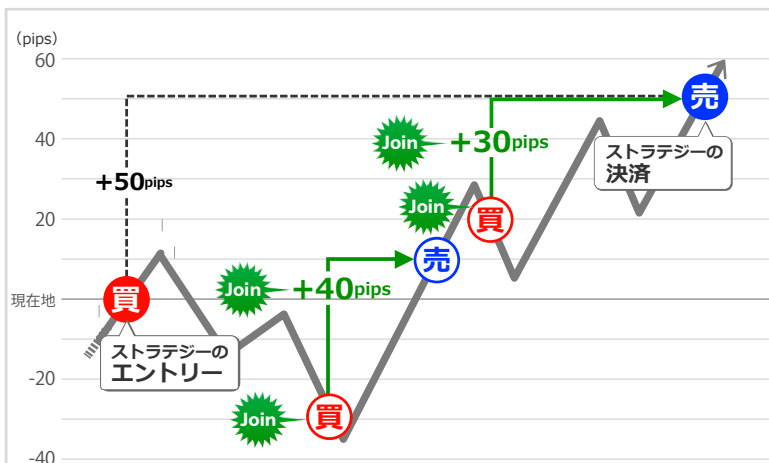 (pips)
60
売
40
Join
+30pips
ストラテジーの
決済
+50pips
Join
20
買
売
Join
+40pips
現在地
買
ストラテジーの
エントリー
-20
Join
買
-40